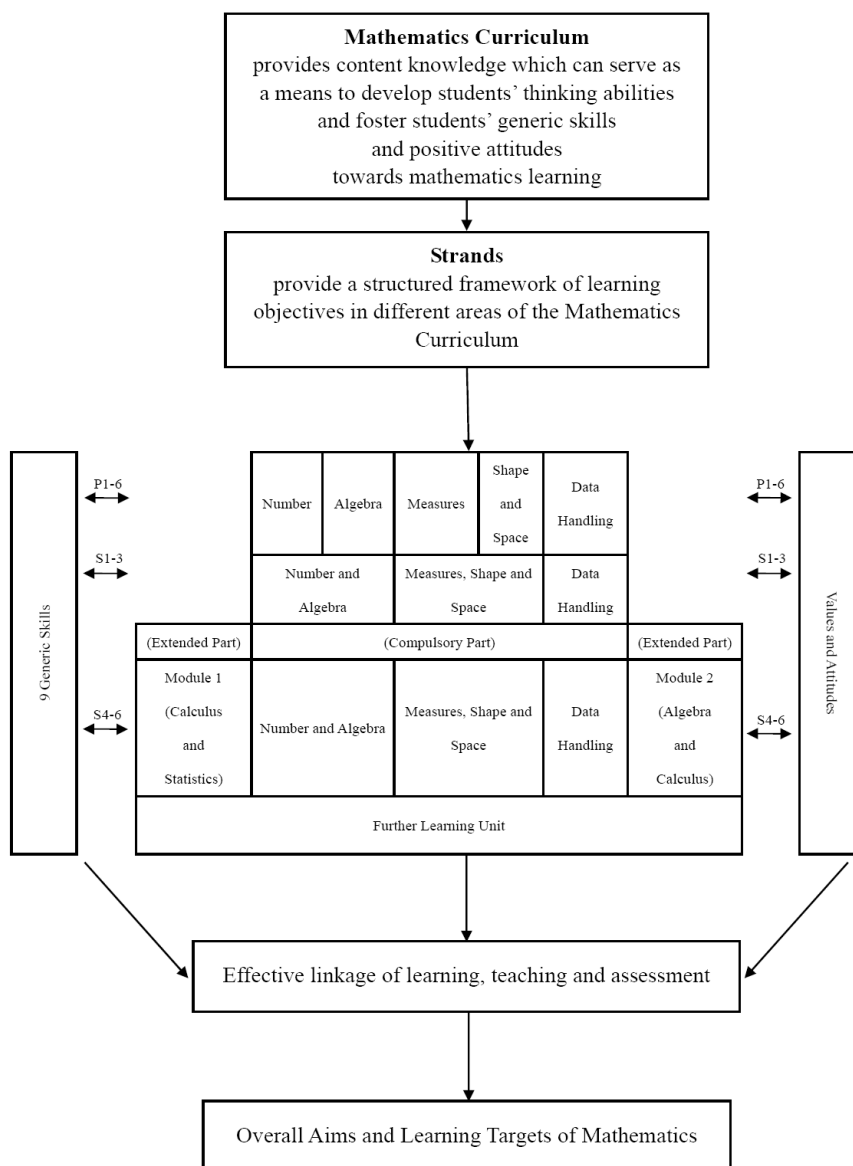 Mathematics Curriculum
provides content knowledge which can serve as
a means to develop students’ thinking abilities
and foster students’ generic skills
and positive attitudes
towards mathematics learning
Strands
provide a structured framework of learning
objectives in different areas of the Mathematics
Curriculum
9 Generic Skills
P1-6
S1-3
S4-6
Number
Algebra
Measures
Shape
and
Space
Data
Handling
Number and
Algebra
Measures, Shape and
Space
Data
Handling
(Extended Part)
(Compulsory Part)
(Extended Part)
Module 1
(Calculus
and
Statistics)
Number and Algebra
Measures, Shape and
Space
Data
Handling
Module 2
(Algebra
and
Calculus)
Further Learning Unit
P1-6
S1-3
S4-6
Values and Attitudes
Effective linkage of learning, teaching and assessment
Overall Aims and Learning Targets of Mathematics